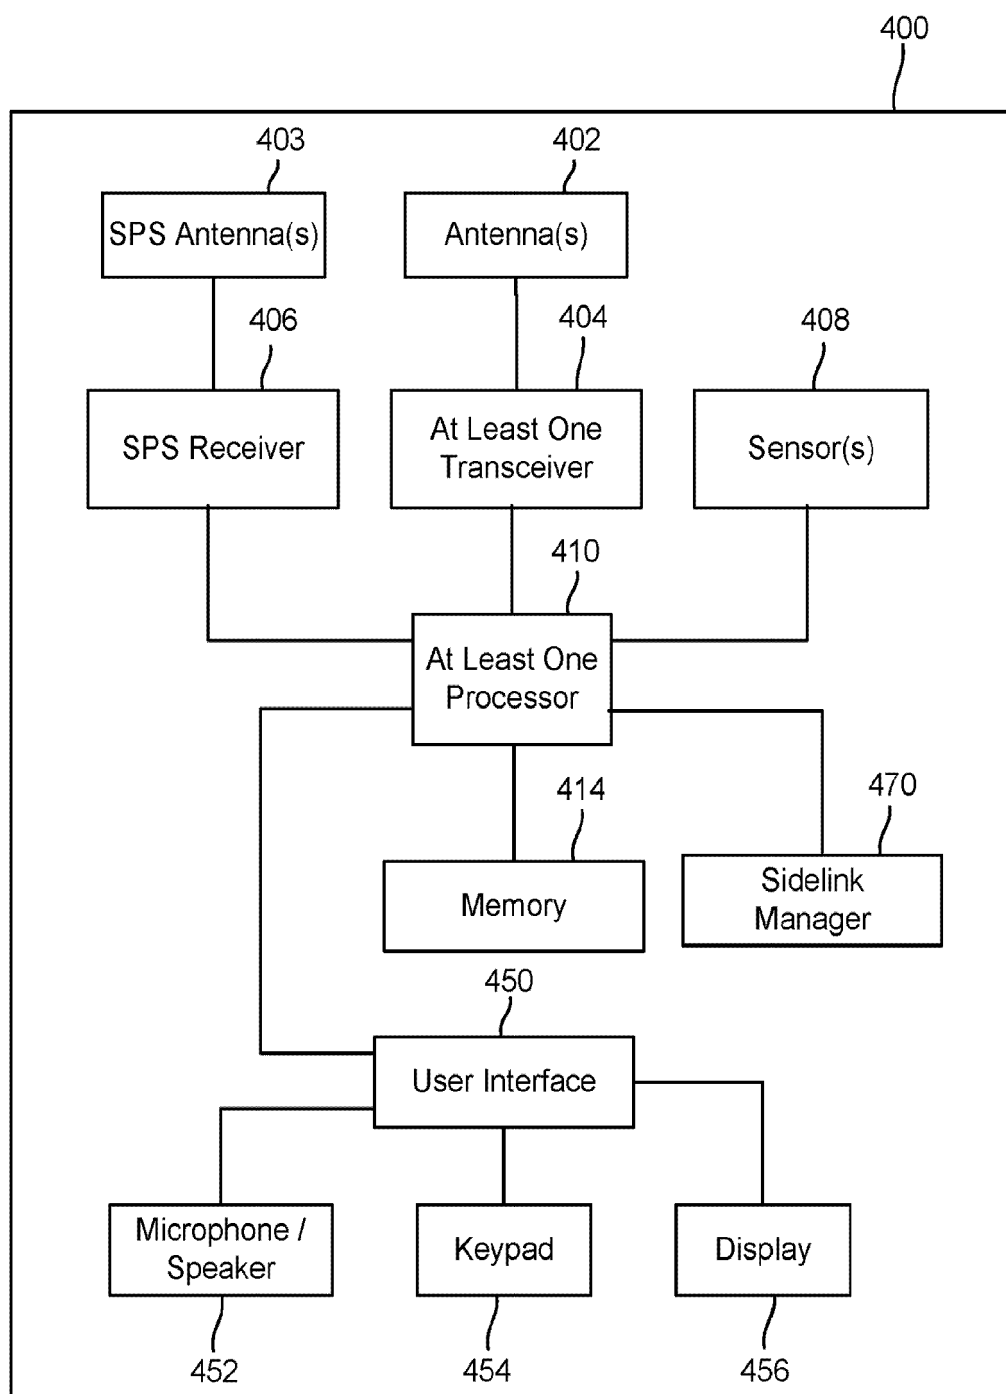 400
403
402
SPS Antenna(s)
Antenna(s)
406
404
408
SPS Receiver
At Least One
Transceiver
Sensor(s)
410
At Least One
Processor
414
470
Memory
Sidelink
Manager
450
User Interface
Microphone /
Speaker
Keypad
Display
452
454
456